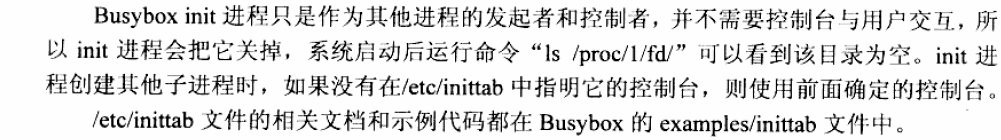 Busybox init 进程只是作为其他进程的发起者和控制者，并不需要控制台与用户交互，所
以 init 进程会把它关掉，系统启动后运行命令“ls /proc/1/fd/”可以看到该目录为空。init 进
程创建其他子进程时，如果没有在/etc/inittab 中指明它的控制台，则使用前面确定的控制台。
/etc/inittab 文件的相关文档和示例代码都在 Busybox 的 examples/inittab 文件中。